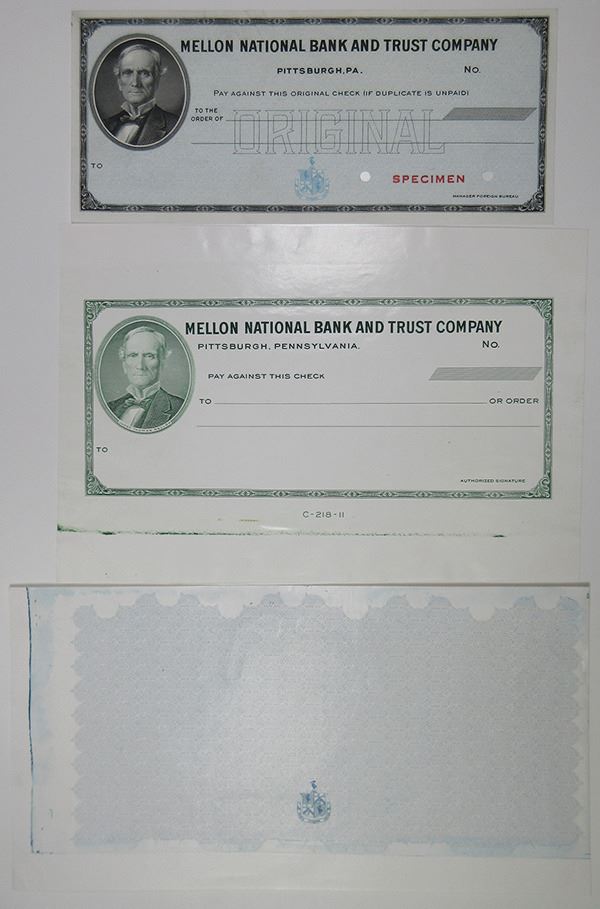 MELLON NATIONAL BANK AND TRUST COMPANY
PITTSBURGH, PA. No.
PAY AGAINST THIS ORIGINAL CHECK (IF DUPLICATE IS UNPAID)
TO THE
ORDER OF
ORIGINAL
TO
SPECIMEN
MANAGER FOREIGN BUREAU
MELLON NATIONAL BANK AND TRUST COMPANY
PITTSBURGH, PENNSYLVANIA. No.
PAY AGAINST THIS CHECK
TO OR ORDER
TO
AUTHORIZED SIGNATURE
C-218-11